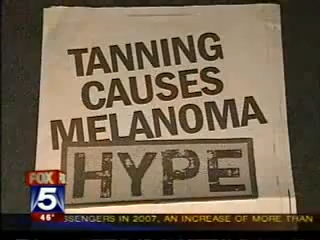 TANNING
CAUSES
MELANOMA
HYPE
FOX
5
46° SSENGERS IN 2007, AN INCREASE OF MORE THAN